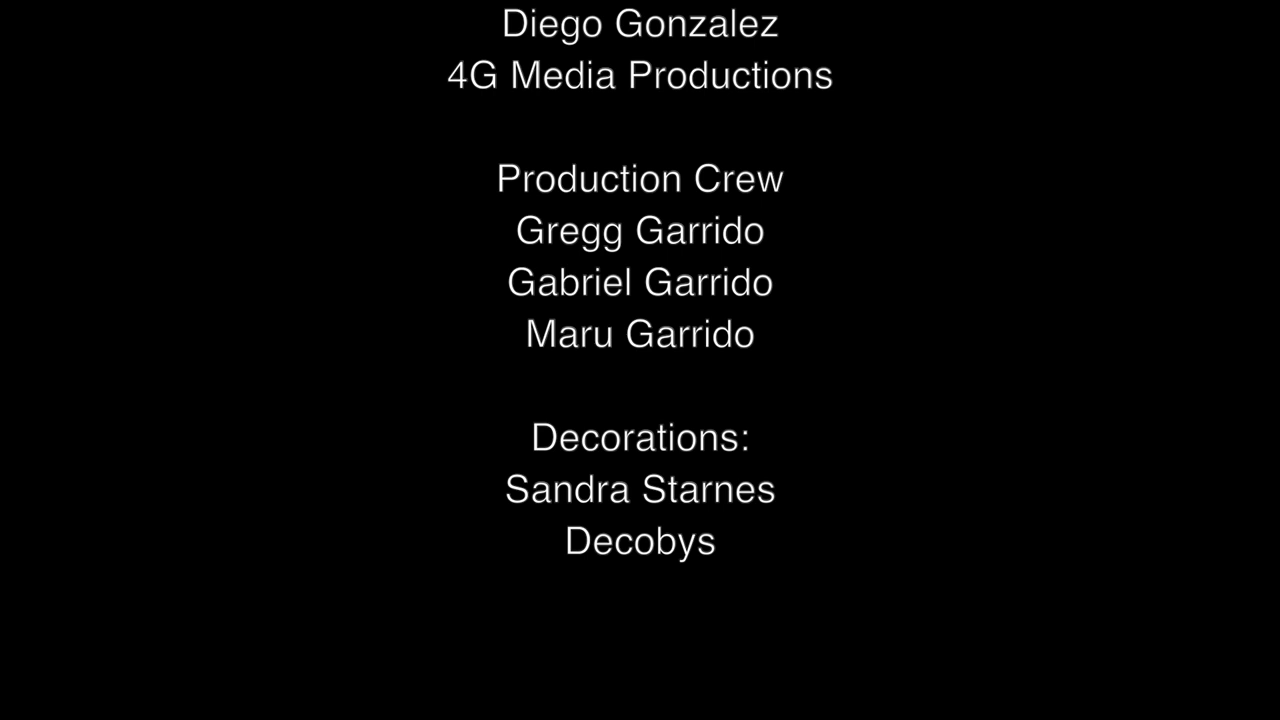 Diego Gonzalez
4G Media Productions
Production Crew
Gregg Garrido
Gabriel Garrido
Maru Garrido
Decorations:
Sandra Starnes
Decobys